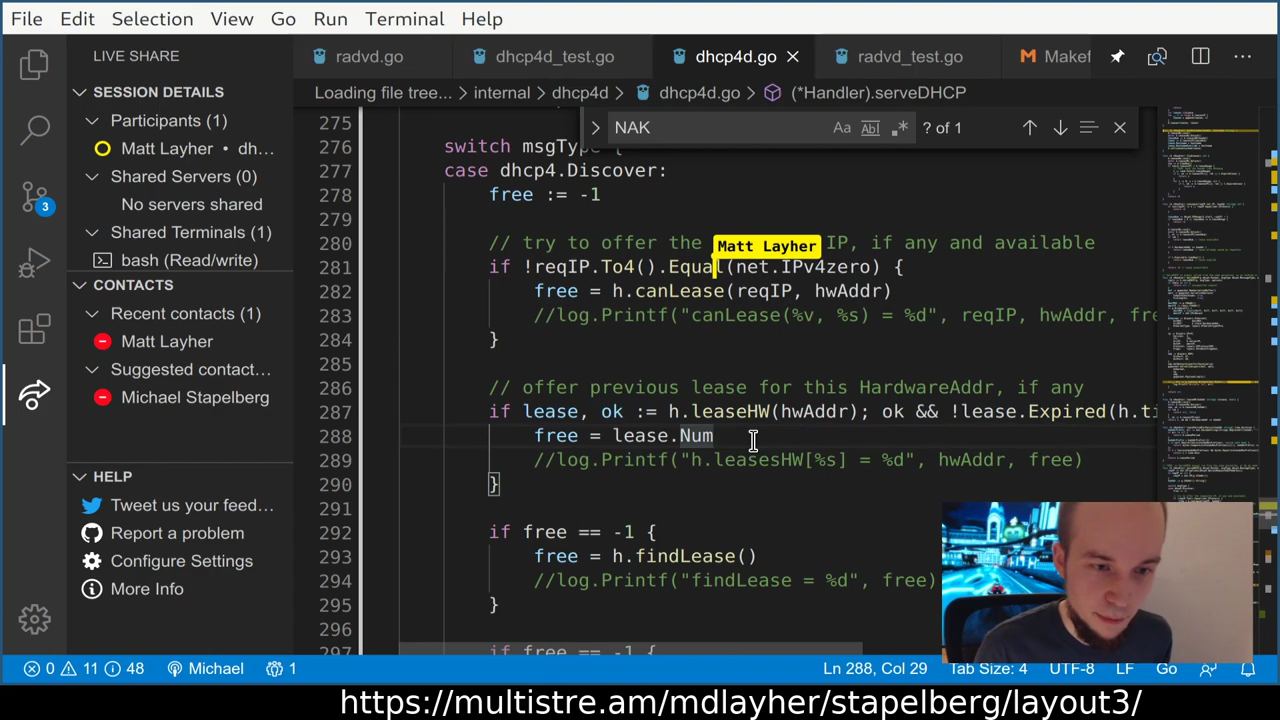 File Edit Selection View Go Run Terminal Help
LIVE SHARE
radvd.go
dhcp4d_test.go
dhcp4d.go
radvd_test.go
Makef
SESSION DETAILS
Participants (1)
Matt Layher • dh...
Shared Servers (0)
No servers shared
Shared Terminals (1)
bash (Read/write)
CONTACTS
Recent contacts (1)
Matt Layher
Suggested contact...
Michael Stapelberg
HELP
Tweet us your feed...
Report a problem
Configure Settings
More Info
3
Loading file tree... > internal > dhcp4d > dhcp4d.go > (*Handler).serveDHCP
NAK
Aa Abl .* ? of 1
275
276 switch msgType {
277 case dhcp4.Discover:
278 free := -1
279
280 // try to offer the IP, if any and available
Matt Layher
281 if !reqIP.To4().Equal(net.IPv4zero) {
282 free = h.canLease(reqIP, hwAddr)
283 //log.Printf("canLease(%v, %s) = %d", reqIP, hwAddr, fre
284 }
285
286 // offer previous lease for this HardwareAddr, if any
287 if lease, ok := h.leaseHW(hwAddr); ok && !lease.Expired(h.ti
288 free = lease.Num
289 //log.Printf("h.leasesHW[%s] = %d", hwAddr, free)
290 }
291
292 if free == -1 {
293 free = h.findLease()
294 //log.Printf("findLease = %d", free)
295 }
296
297 if free == -1 {
0 11 48 Michael 1
Ln 288, Col 29 Tab Size: 4 UTF-8 LF Go
https://multistre.am/mdlayher/stapelberg/layout3/